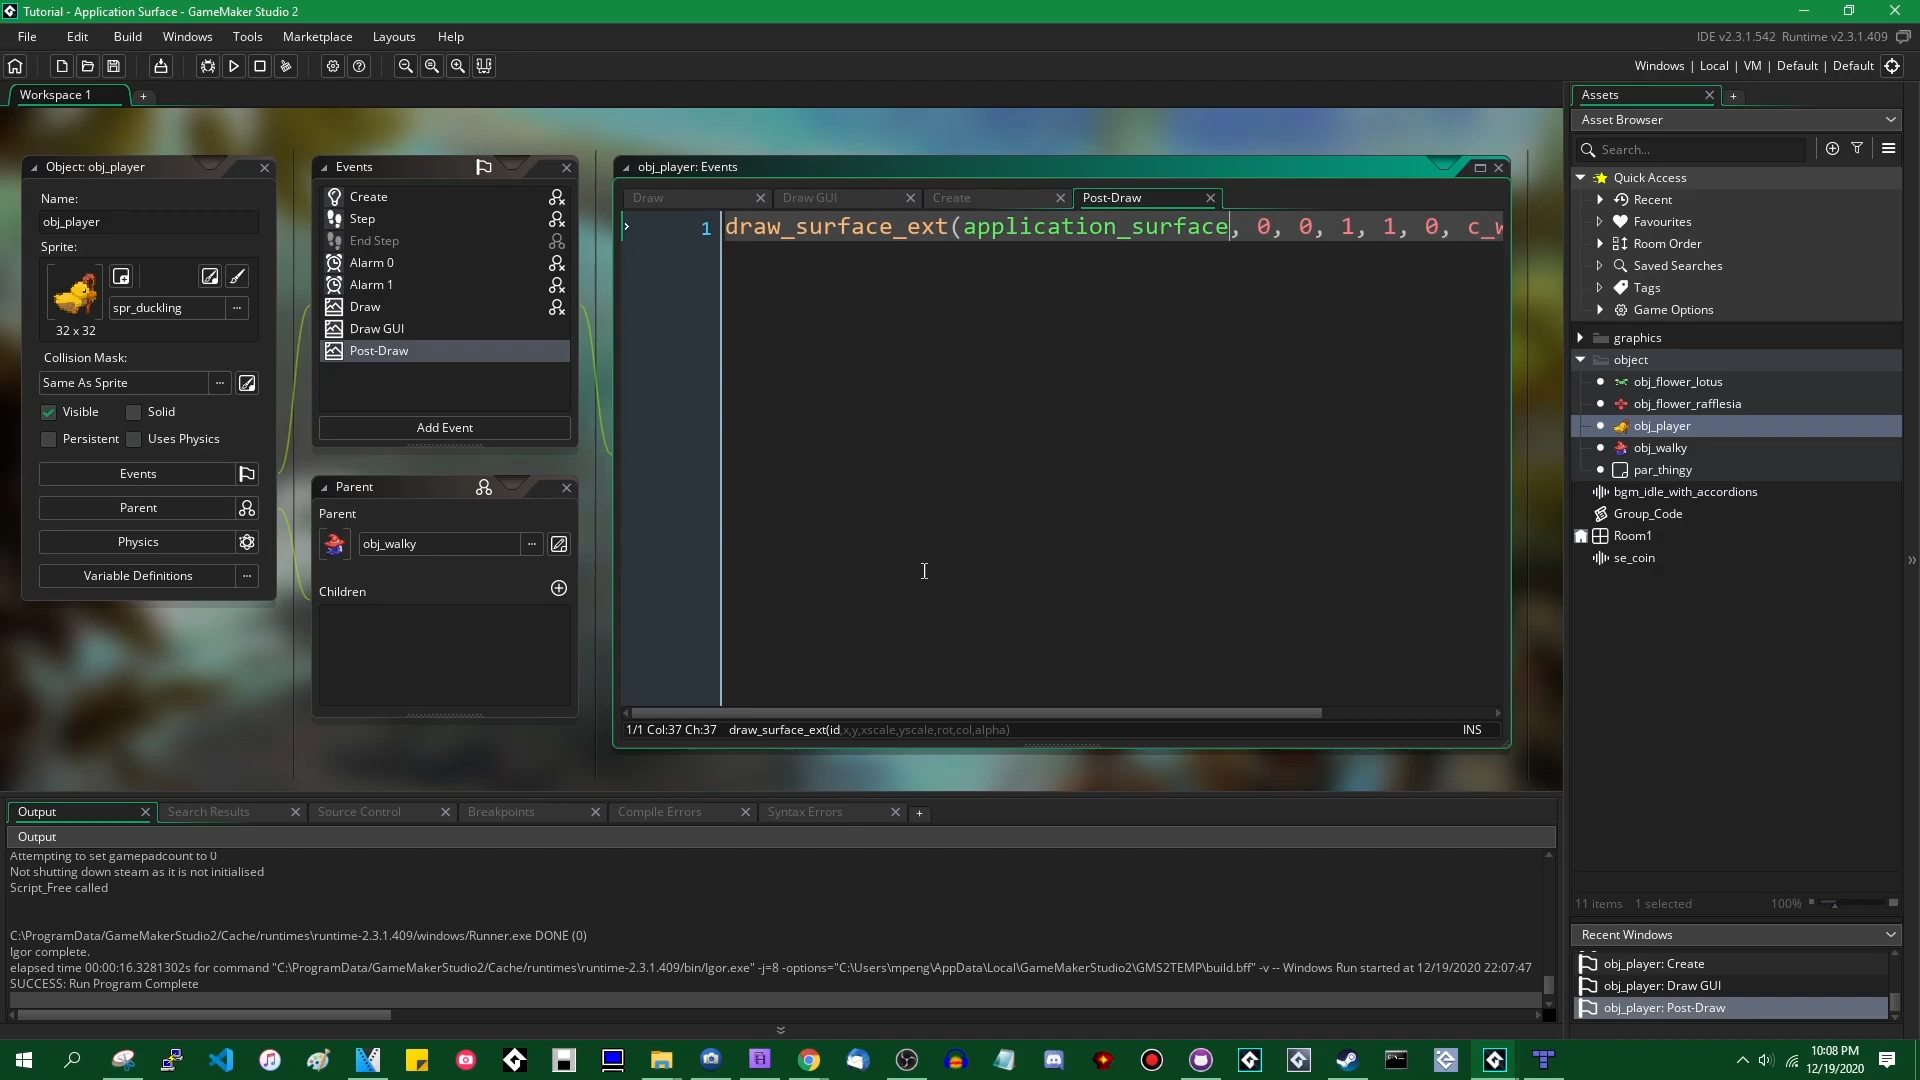 Tutorial - Application Surface - GameMaker Studio 2
File Edit Build Windows Tools Marketplace Layouts Help
IDE v2.3.1.542 Runtime v2.3.1.409
Windows | Local | VM | Default | Default
Workspace 1
Object: obj_player
Name:
obj_player
Sprite:
spr_duckling
32 x 32
Collision Mask:
Same As Sprite
Visible Solid
Persistent Uses Physics
Events
Parent
Physics
Variable Definitions
Events
Create
Step
End Step
Alarm 0
Alarm 1
Draw
Draw GUI
Post-Draw
Add Event
Parent
Parent
obj_walky
Children
obj_player: Events
Draw Draw GUI Create Post-Draw
1 draw_surface_ext(application_surface, 0, 0, 1, 1, 0, c_w
1/1 Col:37 Ch:37 draw_surface_ext(id,x,y,xscale,yscale,rot,col,alpha) INS
Assets
Asset Browser
Search...
Quick Access
Recent
Favourites
Room Order
Saved Searches
Tags
Game Options
graphics
object
obj_flower_lotus
obj_flower_rafflesia
obj_player
obj_walky
par_thingy
bgm_idle_with_accordions
Group_Code
Room1
se_coin
11 items 1 selected 100%
Recent Windows
obj_player: Create
obj_player: Draw GUI
obj_player: Post-Draw
Output Search Results Source Control Breakpoints Compile Errors Syntax Errors
Output
Attempting to set gamepadcount to 0
Not shutting down steam as it is not initialised
Script_Free called
C:\ProgramData/GameMakerStudio2/Cache/runtimes\runtime-2.3.1.409/windows/Runner.exe DONE (0)
Igor complete.
elapsed time 00:00:16.3281302s for command "C:\ProgramData/GameMakerStudio2/Cache/runtimes\runtime-2.3.1.409/bin/Igor.exe" -j=8 -options="C:\Users\mpeng\AppData\Local\GameMakerStudio2\GMS2TEMP\build.bff" -v -- Windows Run started at 12/19/2020 22:07:47
SUCCESS: Run Program Complete
10:08 PM
12/19/2020